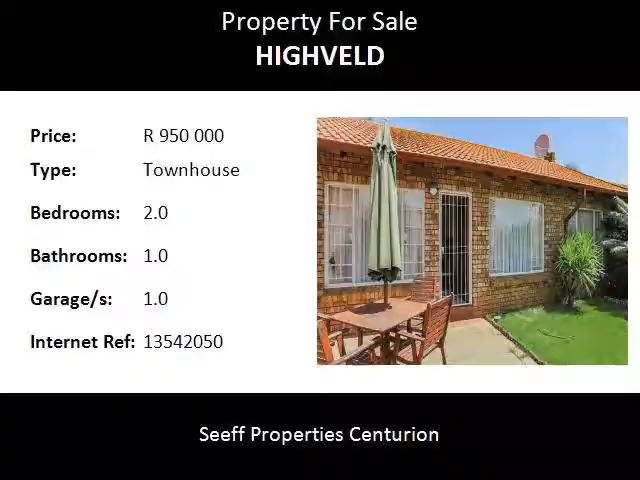 Property For Sale
HIGHVELD
Price: R 950 000
Type: Townhouse
Bedrooms: 2.0
Bathrooms: 1.0
Garage/s: 1.0
Internet Ref: 13542050
Seeff Properties Centurion